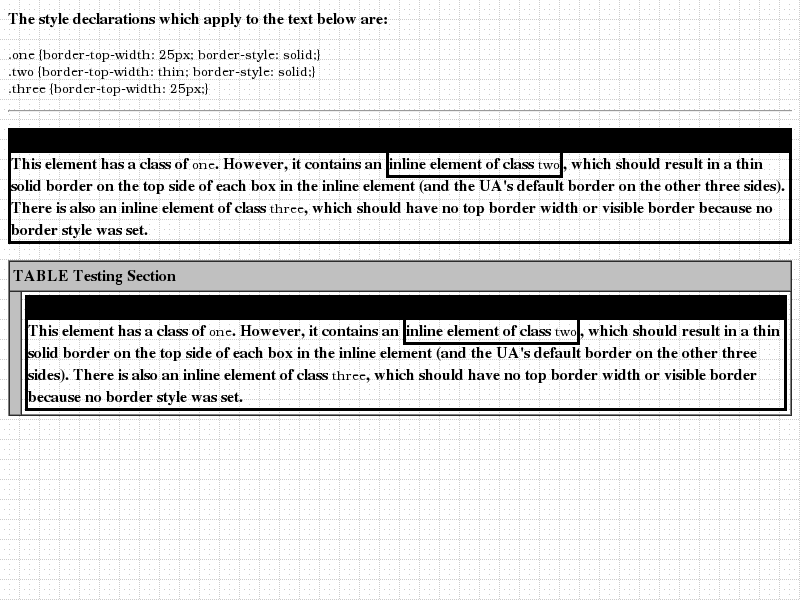 The style declarations which apply to the text below are:
.one {border-top-width: 25px; border-style: solid;}
.two {border-top-width: thin; border-style: solid;}
.three {border-top-width: 25px;}
This element has a class of one. However, it contains an inline element of class two, which should result in a thin
solid border on the top side of each box in the inline element (and the UA's default border on the other three sides).
There is also an inline element of class three, which should have no top border width or visible border because no
border style was set.
TABLE Testing Section
This element has a class of one. However, it contains an inline element of class two, which should result in a thin
solid border on the top side of each box in the inline element (and the UA's default border on the other three
sides). There is also an inline element of class three, which should have no top border width or visible border
because no border style was set.